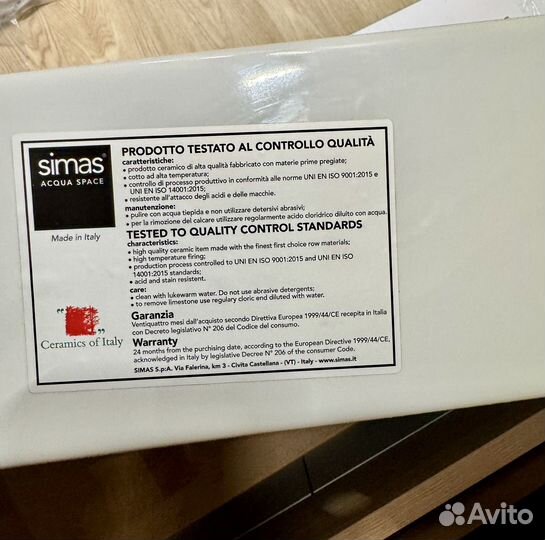 simas®
ACQUA SPACE
Made in Italy
Ceramics of Italy
PRODOTTO TESTATO AL CONTROLLO QUALITÀ
caratteristiche:
• prodotto ceramico di alta qualità fabbricato con materie prime pregiate;
• cotto ad alta temperatura;
• controllo di processo produttivo in conformità alle norme UNI EN ISO 9001:2015 e
UNI EN ISO 14001:2015;
• resistente all'attacco degli acidi e delle macchie.
manutenzione:
• pulire con acqua tiepida e non utilizzare detersivi abrasivi;
• per la rimozione del calcare utilizzare regolarmente acido cloridrico diluito con acqua.
TESTED TO QUALITY CONTROL STANDARDS
characteristics:
• high quality ceramic item made with the finest first choice row materials;
• high temperature firing;
• production process controlled to UNI EN ISO 9001:2015 and UNI EN ISO
14001:2015 standards;
• acid and stain resistent.
care:
• clean with lukewarm water. Do not use abrasive detergents;
• to remove limestone use regulary cloric end diluted with water.
Garanzia
Ventiquattro mesi dall'acquisto secondo Direttiva Europea 1999/44/CE recepita in Italia
con Decreto legislativo N° 206 del Codice del consumo.
Warranty
24 months from the purchising date, according to the European Directive 1999/44/CE,
acknowledged in Italy by legislative Decree N° 206 of the consumer Code.
SIMAS S.p.A. Via Falerina, km 3 - Civita Castellana - (VT) - Italy - www.simas.it
Avito